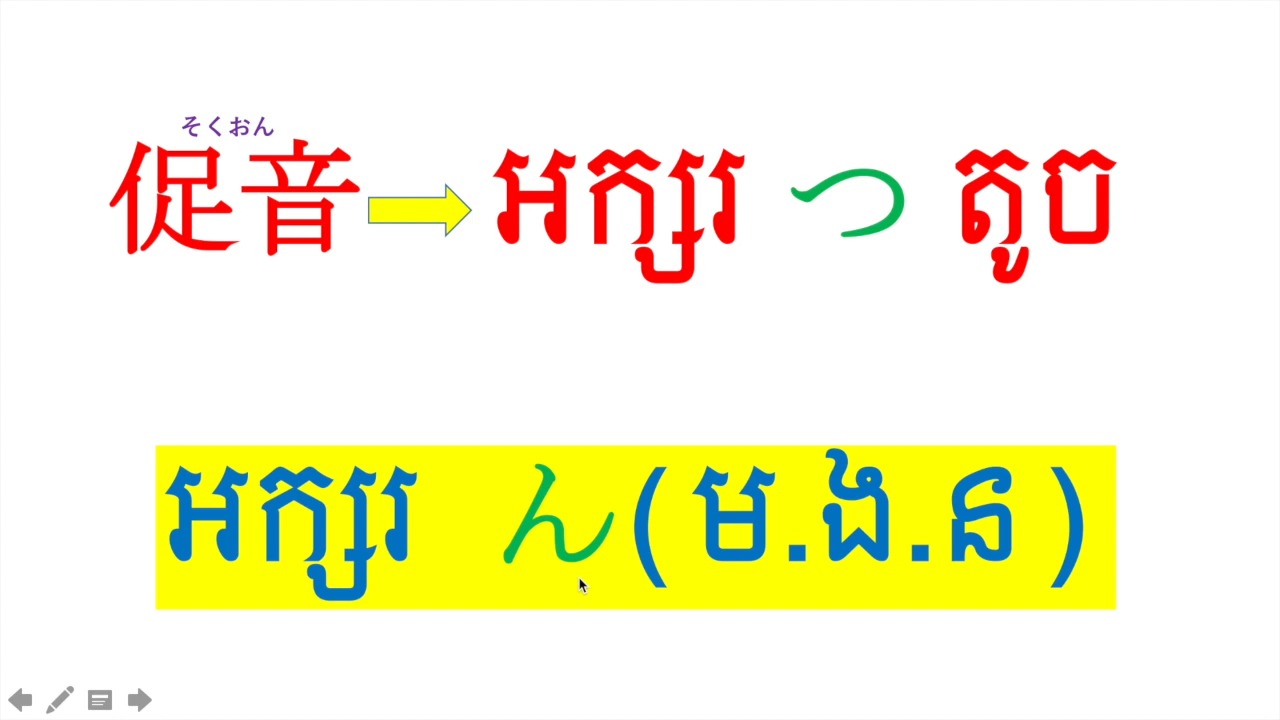 そくおん
促音 អក្សរ つ តូច
អក្សរ ん(ម.ង.ន)